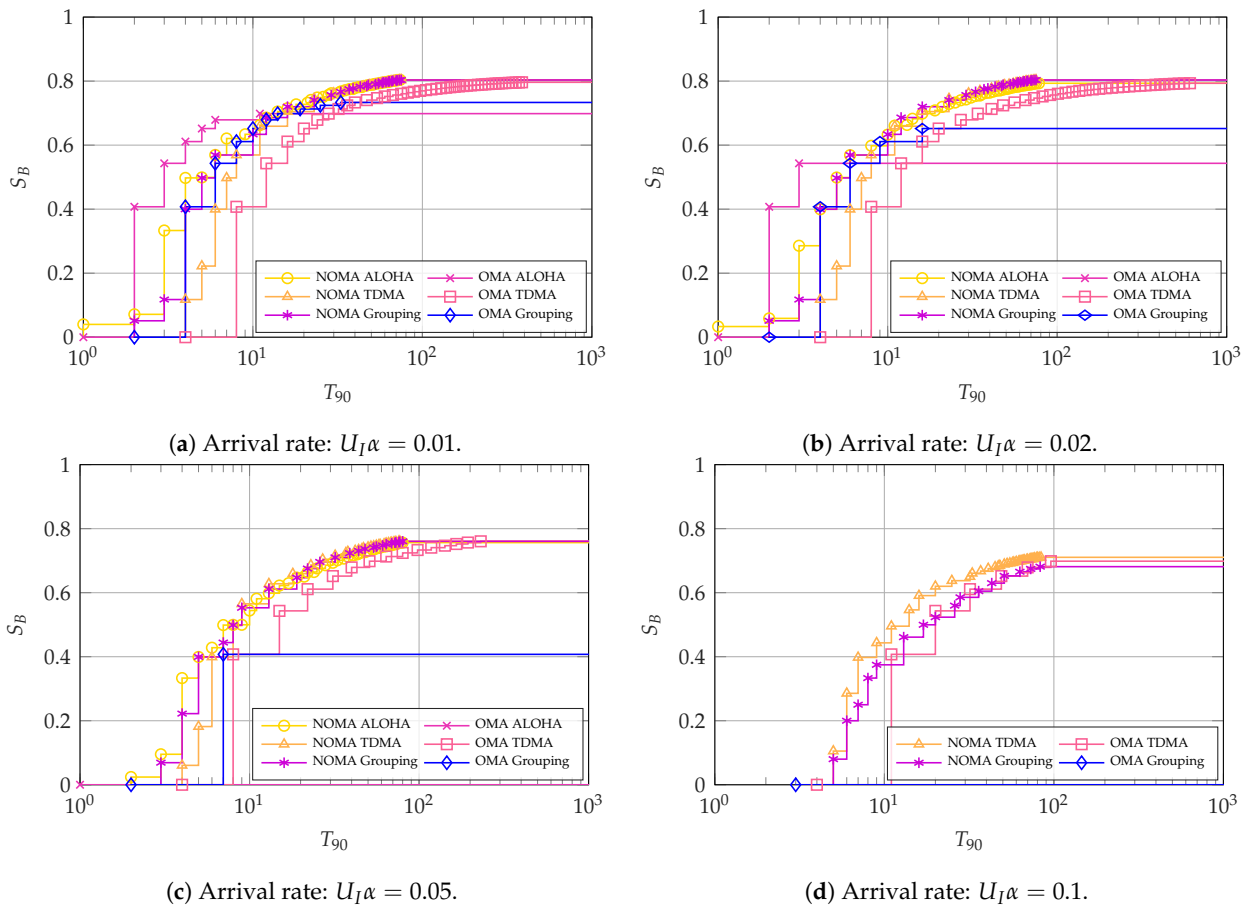 1
0.8
0.6
0.4
0.2
0
S_B
10^0
10^1
10^2
10^3
T_90
NOMA ALOHA
OMA ALOHA
NOMA TDMA
OMA TDMA
NOMA Grouping
OMA Grouping
(a) Arrival rate: U_Iα = 0.01.
1
0.8
0.6
0.4
0.2
0
S_B
10^0
10^1
10^2
10^3
T_90
NOMA ALOHA
OMA ALOHA
NOMA TDMA
OMA TDMA
NOMA Grouping
OMA Grouping
(b) Arrival rate: U_Iα = 0.02.
1
0.8
0.6
0.4
0.2
0
S_B
10^0
10^1
10^2
10^3
T_90
NOMA ALOHA
OMA ALOHA
NOMA TDMA
OMA TDMA
NOMA Grouping
OMA Grouping
(c) Arrival rate: U_Iα = 0.05.
1
0.8
0.6
0.4
0.2
0
S_B
10^0
10^1
10^2
10^3
T_90
NOMA TDMA
OMA TDMA
NOMA Grouping
OMA Grouping
(d) Arrival rate: U_Iα = 0.1.